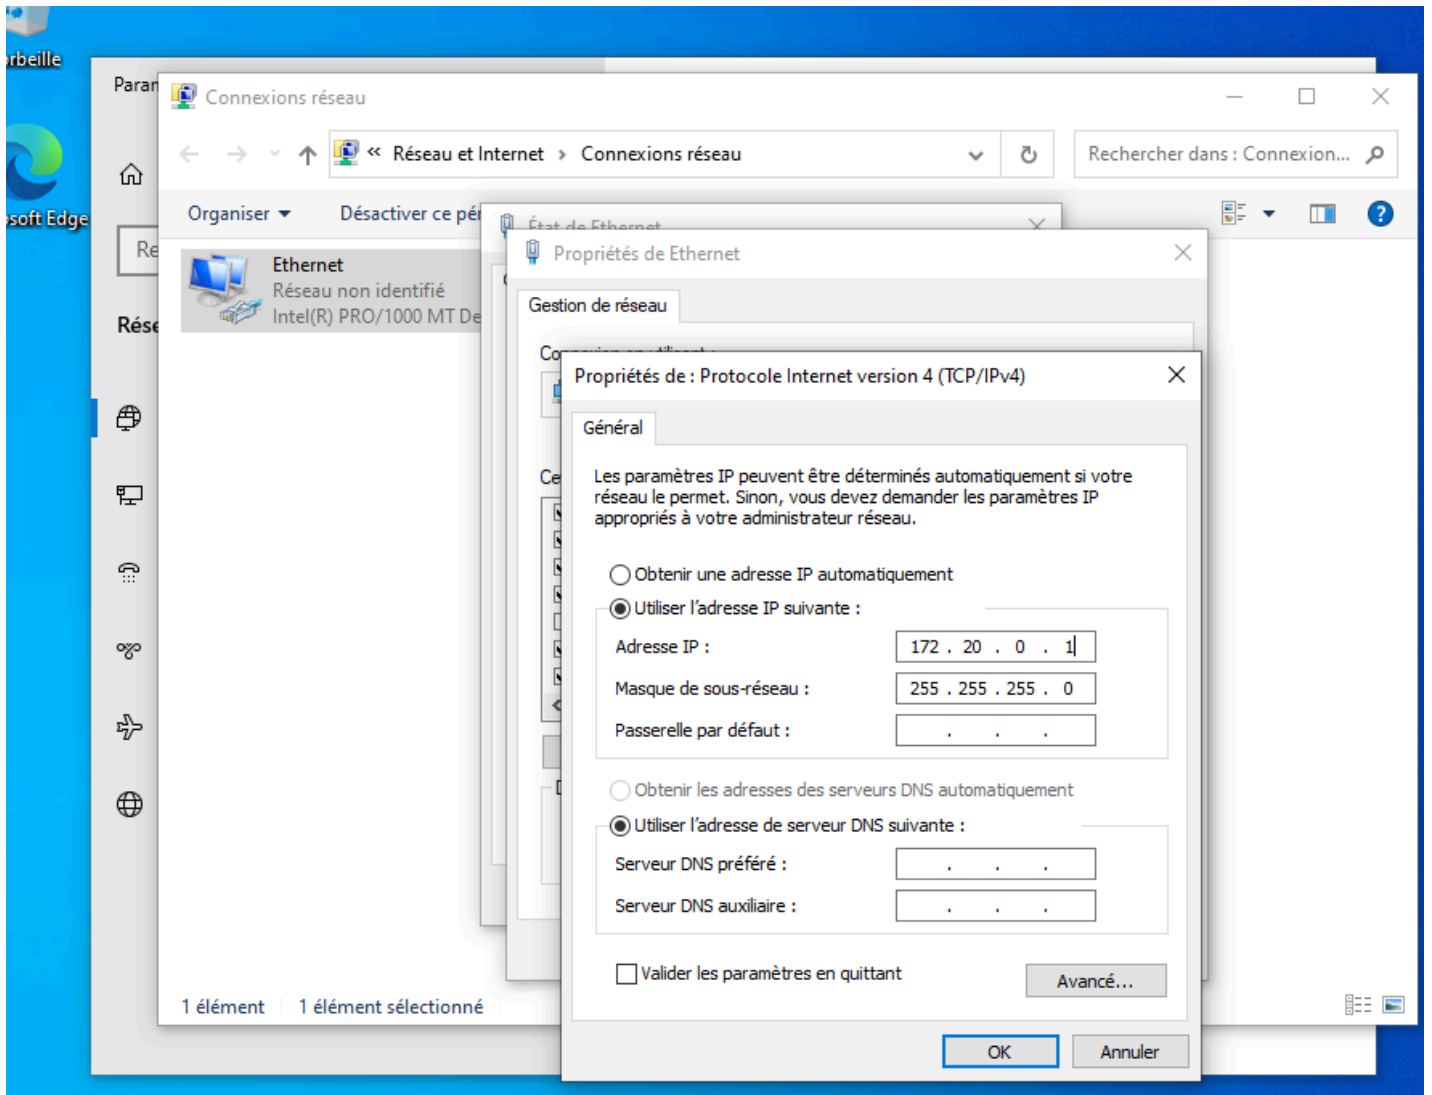 Connexions réseau
« Réseau et Internet › Connexions réseau
Rechercher dans : Connexion...
Organiser
Désactiver ce
État de Ethernet
Propriétés de Ethernet
Ethernet
Réseau non identifié
Intel(R) PRO/1000 MT
Gestion de réseau
Propriétés de : Protocole Internet version 4 (TCP/IPv4)
Général
Les paramètres IP peuvent être déterminés automatiquement si votre
réseau le permet. Sinon, vous devez demander les paramètres IP
appropriés à votre administrateur réseau.
Obtenir une adresse IP automatiquement
Utiliser l'adresse IP suivante :
Adresse IP : 172 . 20 . 0 . 1
Masque de sous-réseau : 255 . 255 . 255 . 0
Passerelle par défaut : . . .
Obtenir les adresses des serveurs DNS automatiquement
Utiliser l'adresse de serveur DNS suivante :
Serveur DNS préféré : . . .
Serveur DNS auxiliaire : . . .
Valider les paramètres en quittant
Avancé...
OK
Annuler
1 élément
1 élément sélectionné
rbeille
soft Edge
Param
Re
Rése